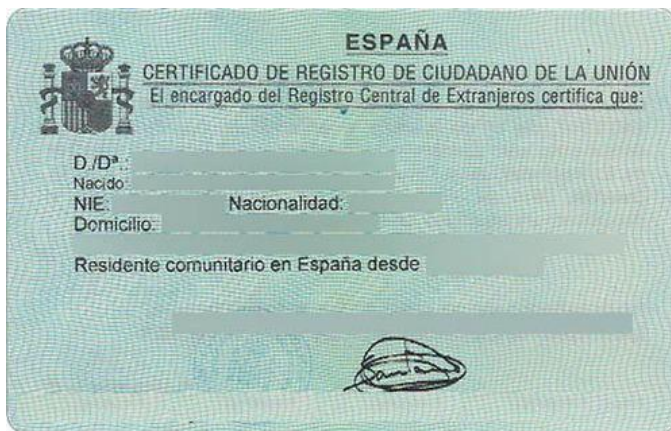 ESPAÑA
CERTIFICADO DE REGISTRO DE CIUDADANO DE LA UNIÓN
El encargado del Registro Central de Extranjeros certifica que:
D./Dª.:
Nacido:
NIE: Nacionalidad:
Domicilio:
Residente comunitario en España desde